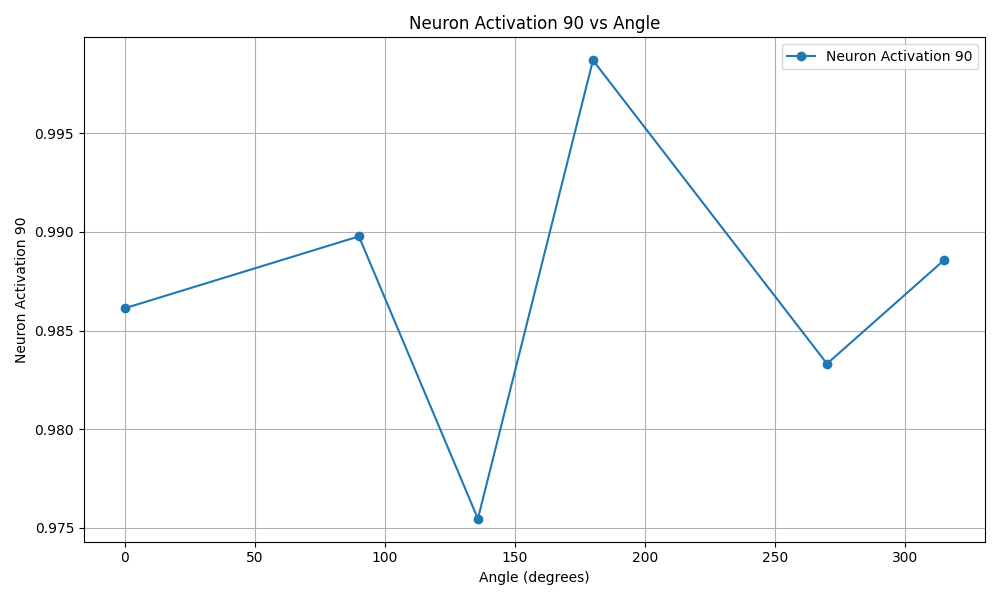 Neuron Activation 90 vs Angle
Neuron Activation 90
0.995
0.990
0.985
0.980
0.975
Neuron Activation 90
0 50 100 150 200 250 300
Angle (degrees)